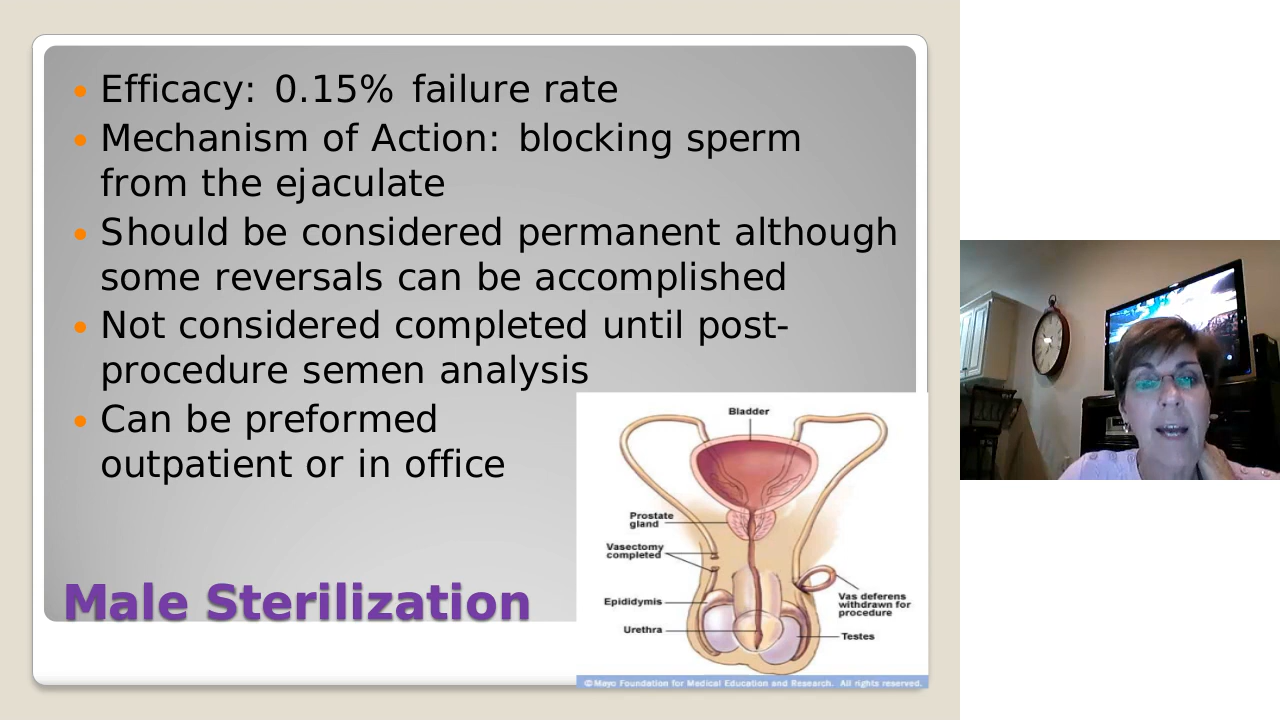 Efficacy: 0.15% failure rate
Mechanism of Action: blocking sperm
from the ejaculate
Should be considered permanent although
some reversals can be accomplished
Not considered completed until post-
procedure semen analysis
Can be preformed
outpatient or in office
Male Sterilization
Bladder
Prostate
gland
Vasectomy
completed
Epididymis
Urethra
Vas deferens
withdrawn for
procedure
Testes
© Mayo Foundation for Medical Education and Research. All rights reserved.